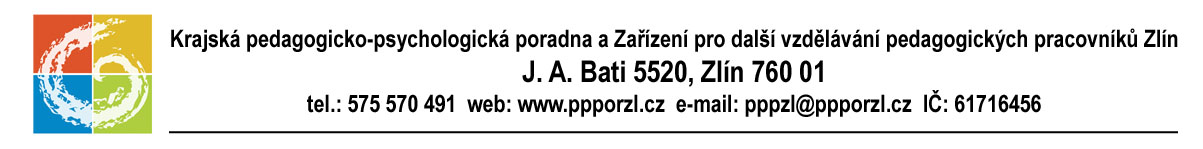 Krajská pedagogicko-psychologická poradna a Zařízení pro další vzdělávání pedagogických pracovníků Zlín
J. A. Bati 5520, Zlín 760 01
tel.: 575 570 491 web: www.ppporzl.cz e-mail: pppzl@ppporzl.cz IČ: 61716456